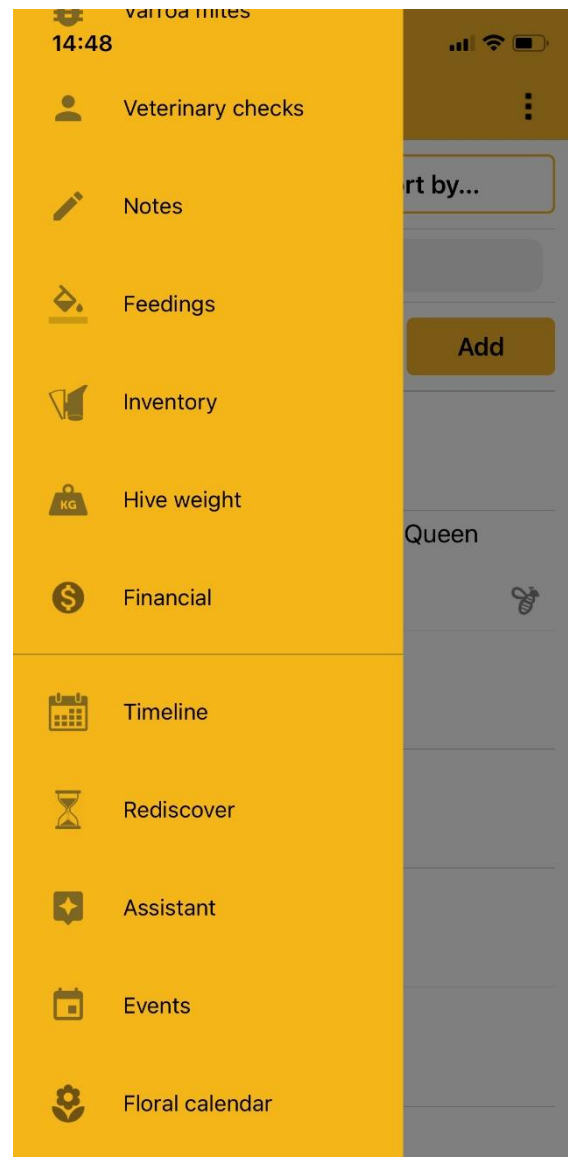 Varroa mites
14:48
Veterinary checks
rt by...
Notes
Feedings
Add
Inventory
KG
Hive weight
Queen
Financial
Timeline
Rediscover
Assistant
Events
Floral calendar